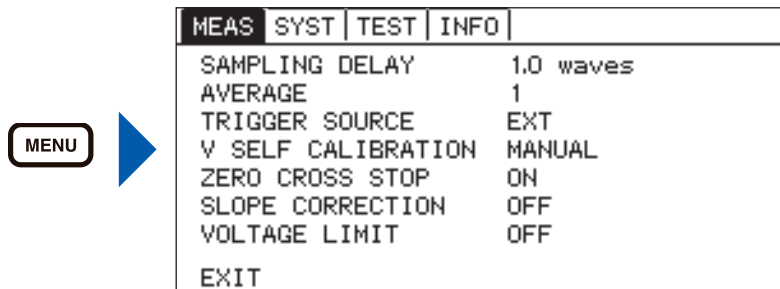 MENU
MEAS SYST TEST INFO
SAMPLING DELAY 1.0 waves
AVERAGE 1
TRIGGER SOURCE EXT
V SELF CALIBRATION MANUAL
ZERO CROSS STOP ON
SLOPE CORRECTION OFF
VOLTAGE LIMIT OFF
EXIT